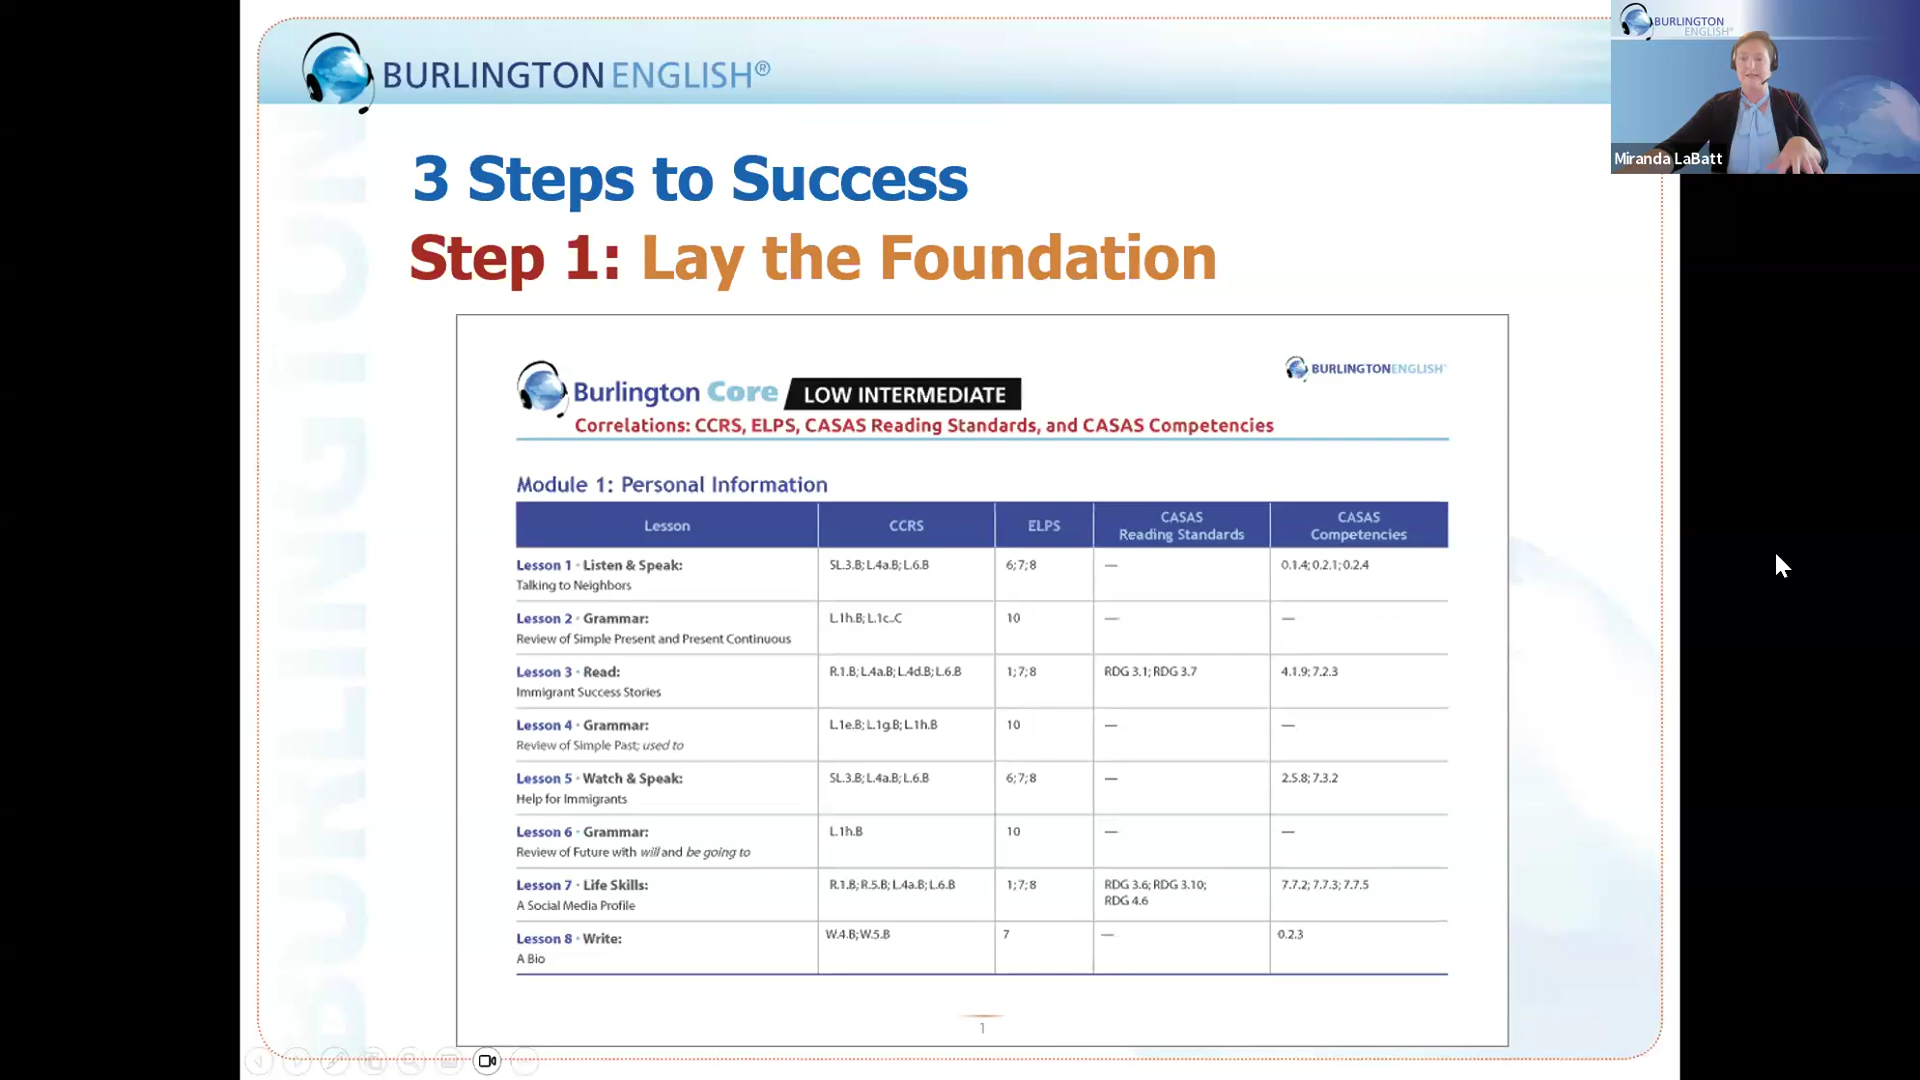 BURLINGTON ENGLISH®
BURLINGTON
ENGLISH®
Miranda LaBatt
3 Steps to Success
Step 1: Lay the Foundation
Burlington Core LOW INTERMEDIATE
BURLINGTONENGLISH®
Correlations: CCRS, ELPS, CASAS Reading Standards, and CASAS Competencies
Module 1: Personal Information
Lesson CCRS ELPS CASAS Reading Standards CASAS Competencies
Lesson 1 · Listen & Speak: SL.3.B; L.4a.B; L.6.B 6; 7; 8 — 0.1.4; 0.2.1; 0.2.4
Talking to Neighbors
Lesson 2 · Grammar: L.1h.B; L.1c..C 10 — —
Review of Simple Present and Present Continuous
Lesson 3 · Read: R.1.B; L.4a.B; L.4d.B; L.6.B 1; 7; 8 RDG 3.1; RDG 3.7 4.1.9; 7.2.3
Immigrant Success Stories
Lesson 4 · Grammar: L.1e.B; L.1g.B; L.1h.B 10 — —
Review of Simple Past; used to
Lesson 5 · Watch & Speak: SL.3.B; L.4a.B; L.6.B 6; 7; 8 — 2.5.8; 7.3.2
Help for Immigrants
Lesson 6 · Grammar: L.1h.B 10 — —
Review of Future with will and be going to
Lesson 7 · Life Skills: R.1.B; R.5.B; L.4a.B; L.6.B 1; 7; 8 RDG 3.6; RDG 3.10; 7.7.2; 7.7.3; 7.7.5
A Social Media Profile RDG 4.6
Lesson 8 · Write: W.4.B; W.5.B 7 — 0.2.3
A Bio
1
BURLINGTON